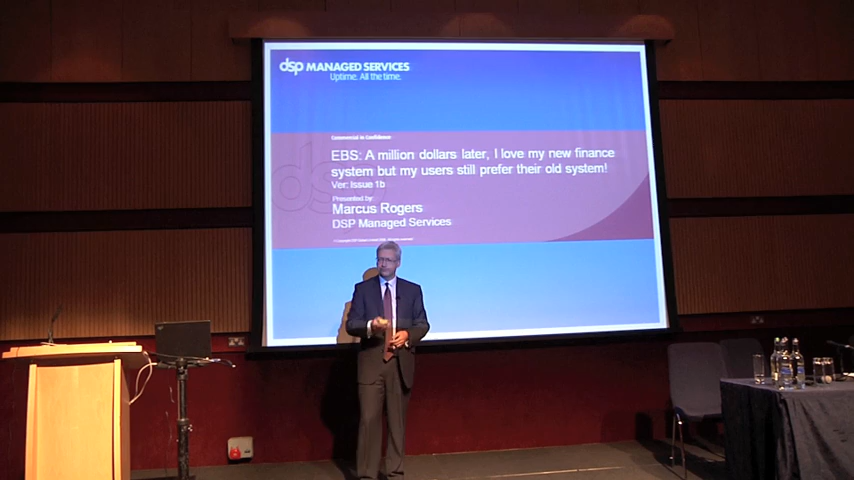 dsp MANAGED SERVICES
Uptime. All the time.
Commercial in Confidence
EBS: A million dollars later, I love my new finance
system but my users still prefer their old system!
Ver: Issue 1b
Presented by:
Marcus Rogers
DSP Managed Services